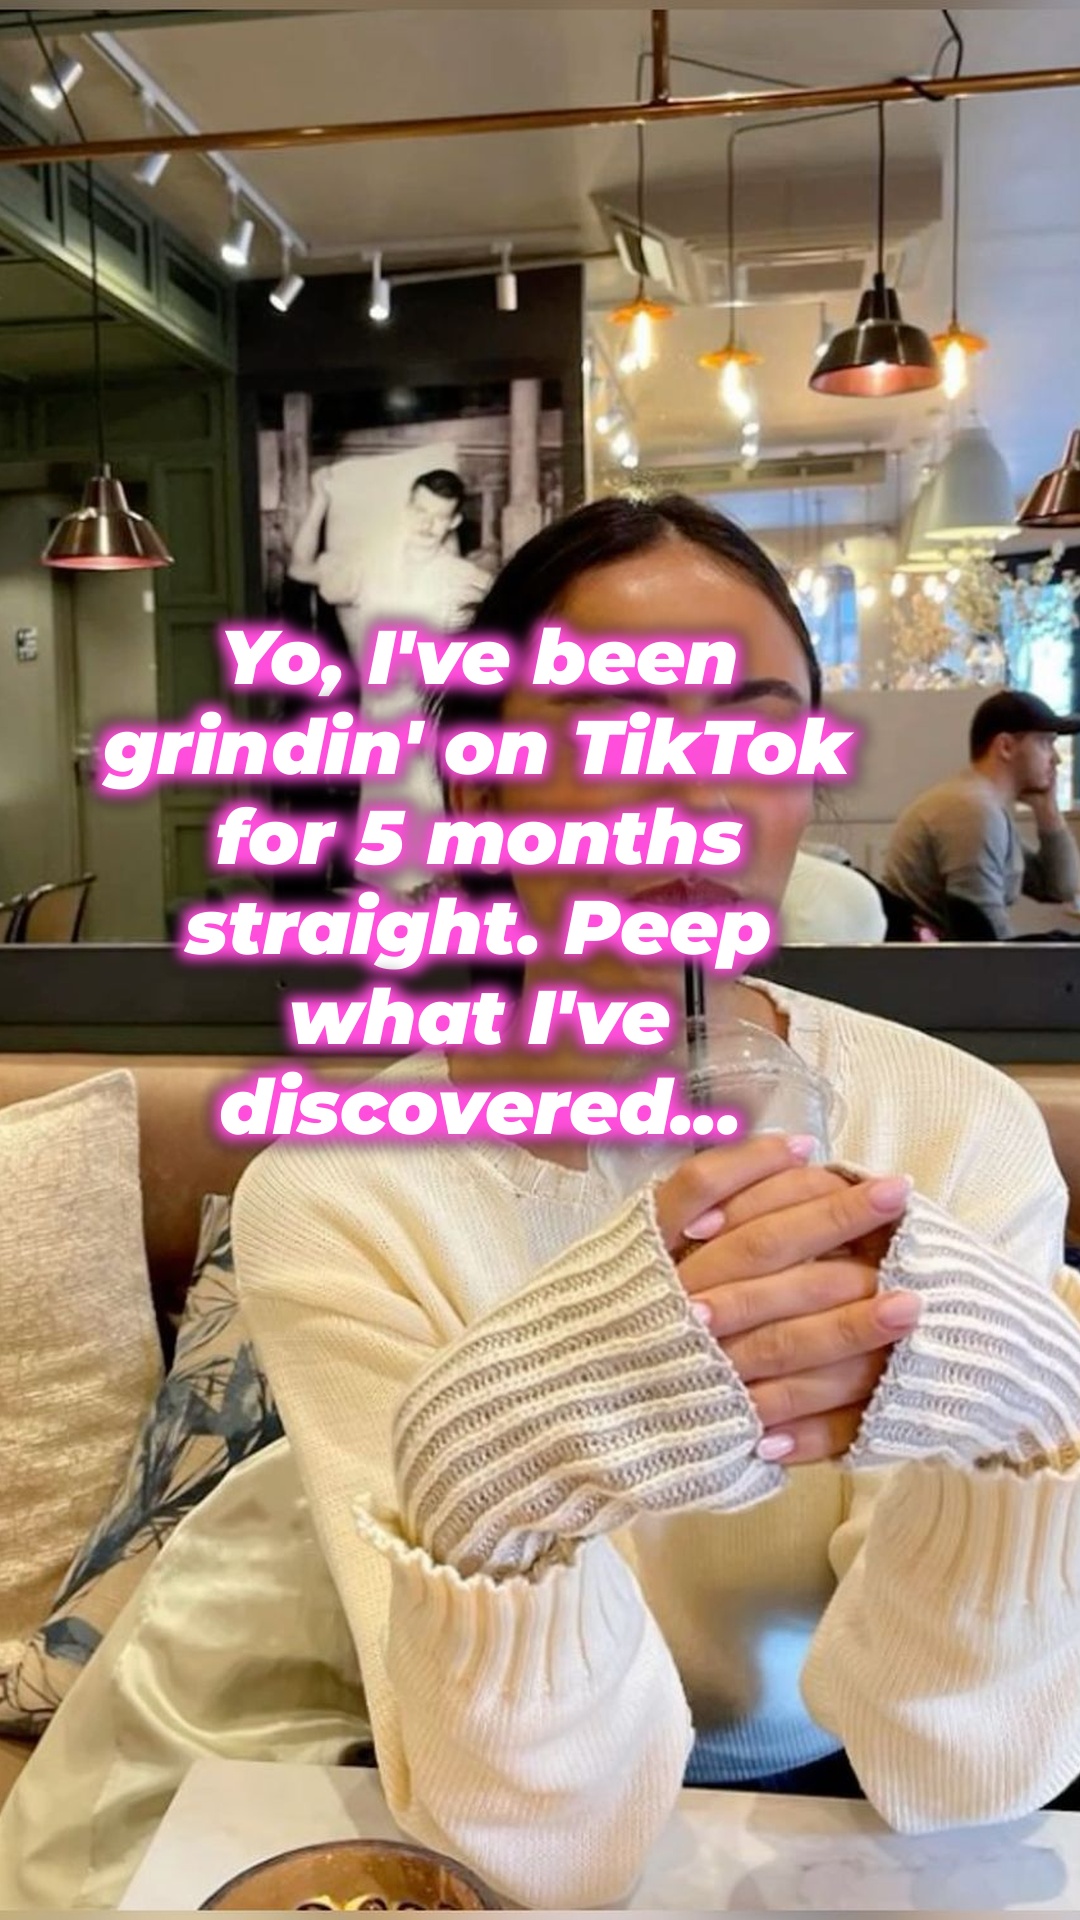 Yo, I've been
grindin' on TikTok
for 5 months
straight. Peep
what I've
discovered...